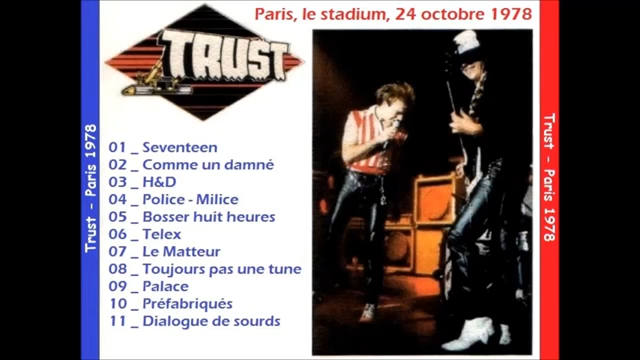 Paris, le stadium, 24 octobre 1978
TRUST
Trust - Paris 1978
01 _ Seventeen
02 _ Comme un damné
03 _ H&D
04 _ Police - Milice
05 _ Bosser huit heures
06 _ Telex
07 _ Le Matteur
08 _ Toujours pas une tune
09 _ Palace
10 _ Préfabriqués
11 _ Dialogue de sourds
Trust - Paris 1978